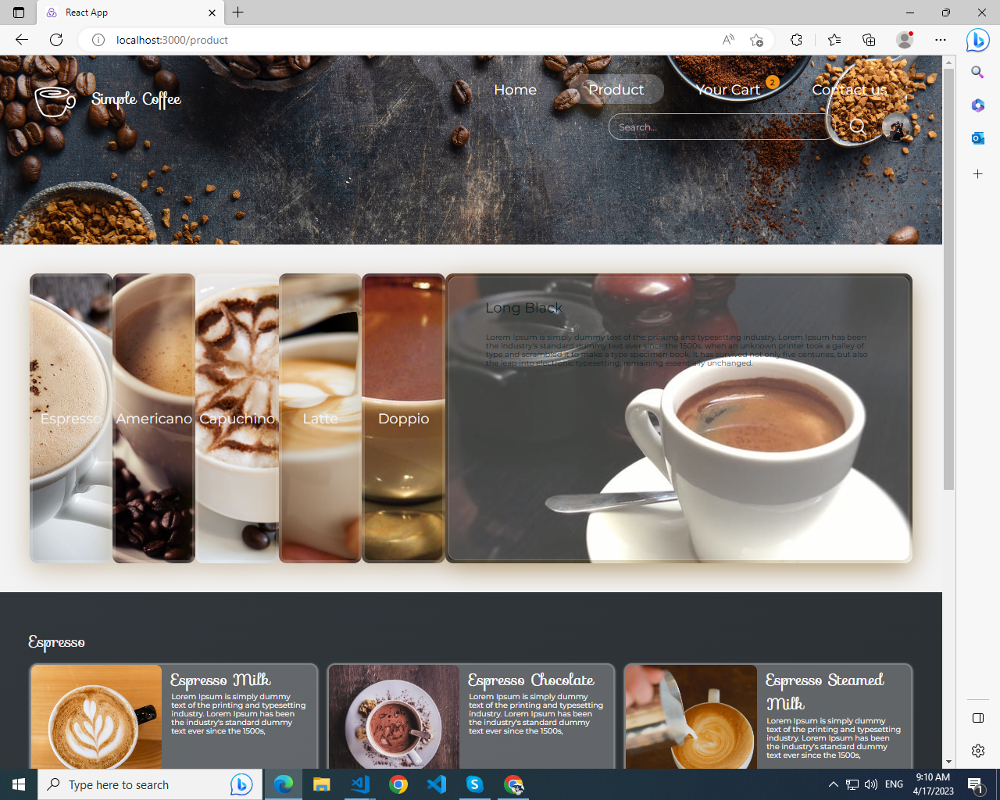 React App
localhost:3000/product
Simple Coffee
Home
Product
Your Cart
2
Contact us
Search...
Espresso
Americano
Capuchino
Latte
Doppio
Long Black
Lorem Ipsum is simply dummy text of the printing and typesetting industry. Lorem Ipsum has been
the industry's standard dummy text ever since the 1500s, when an unknown printer took a galley of
type and scrambled it to make a type specimen book. It has survived not only five centuries, but also
the leap into electronic typesetting, remaining essentially unchanged.
Espresso
Espresso Milk
Lorem Ipsum is simply dummy
text of the printing and typesetting
industry. Lorem Ipsum has been
the industry's standard dummy
text ever since the 1500s,
Espresso Chocolate
Lorem Ipsum is simply dummy
text of the printing and typesetting
industry. Lorem Ipsum has been
the industry's standard dummy
text ever since the 1500s,
Espresso Steamed
Milk
Lorem Ipsum is simply dummy
text of the printing and typesetting
industry. Lorem Ipsum has been
the industry's standard dummy
text ever since the 1500s,
Type here to search
ENG
9:10 AM
4/17/2023
1